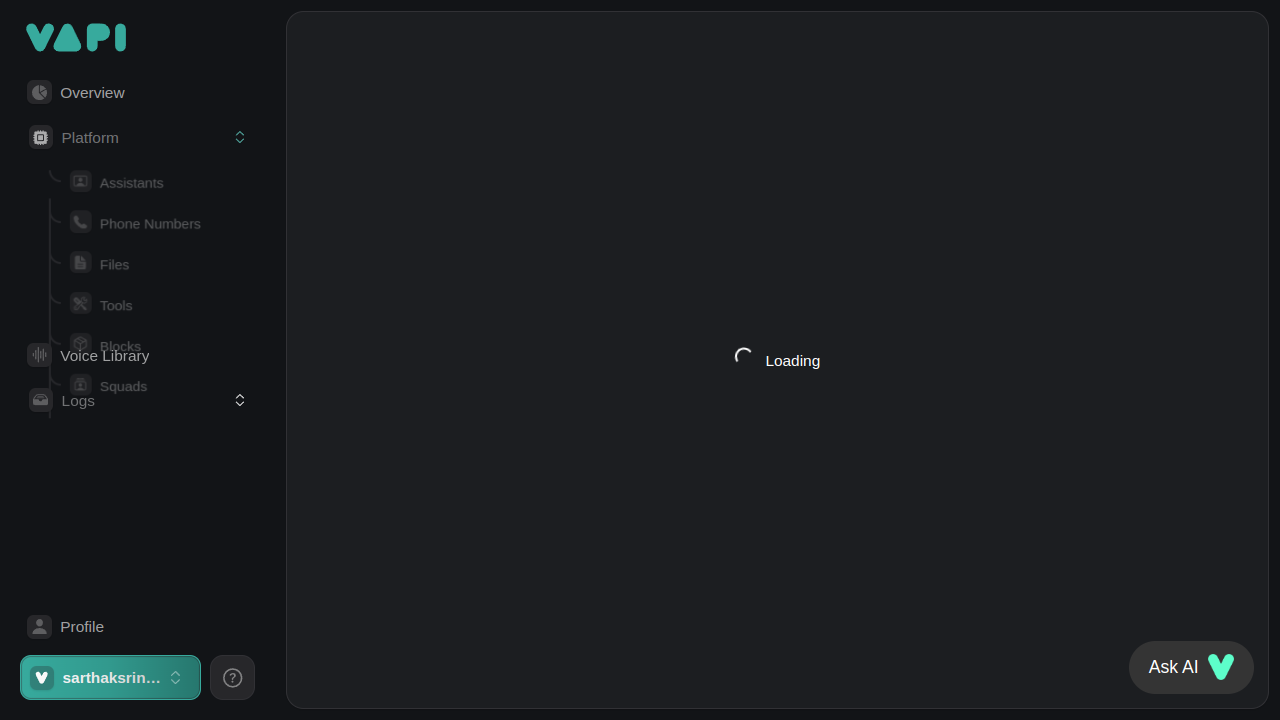 VAPI
Overview
Platform
Assistants
Phone Numbers
Files
Tools
Blocks
Voice Library
Squads
Logs
Loading
Profile
sarthaksrin...
Ask AI